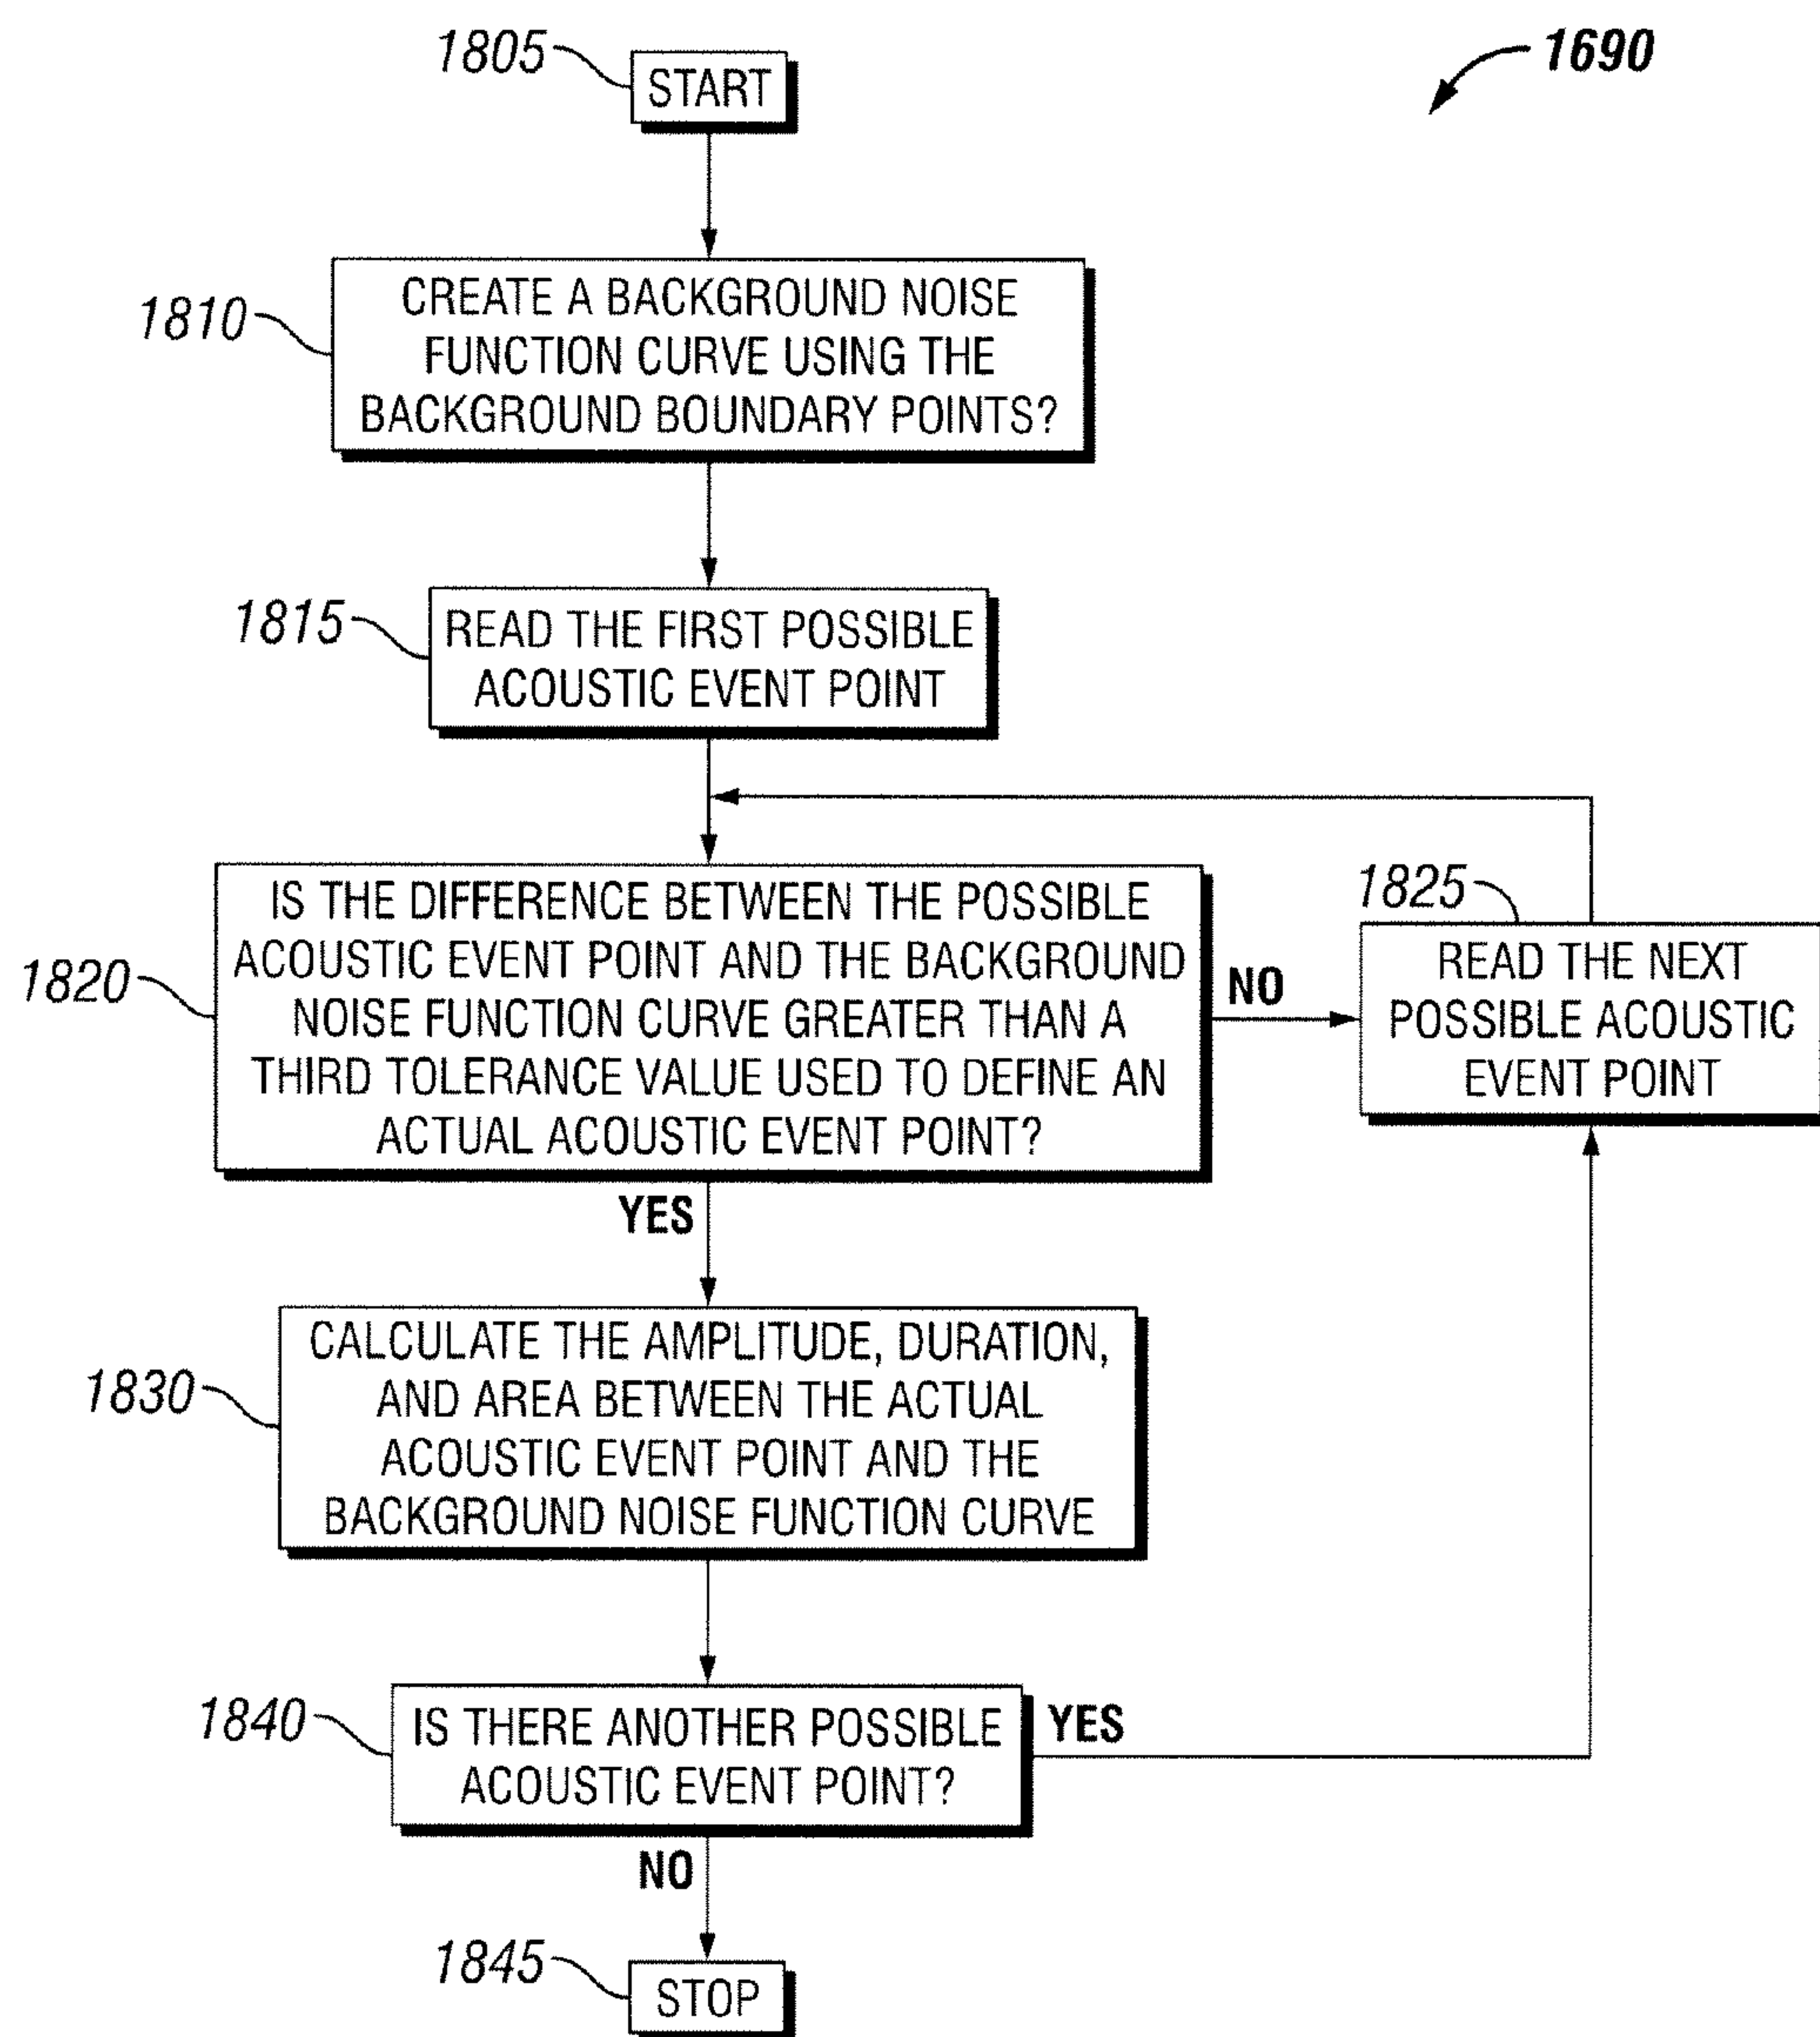 1690
1805
START
1810
CREATE A BACKGROUND NOISE
FUNCTION CURVE USING THE
BACKGROUND BOUNDARY POINTS?
1815
READ THE FIRST POSSIBLE
ACOUSTIC EVENT POINT
1820
IS THE DIFFERENCE BETWEEN THE POSSIBLE
ACOUSTIC EVENT POINT AND THE BACKGROUND
NOISE FUNCTION CURVE GREATER THAN A
THIRD TOLERANCE VALUE USED TO DEFINE AN
ACTUAL ACOUSTIC EVENT POINT?
NO
1825
READ THE NEXT
POSSIBLE ACOUSTIC
EVENT POINT
YES
1830
CALCULATE THE AMPLITUDE, DURATION,
AND AREA BETWEEN THE ACTUAL
ACOUSTIC EVENT POINT AND THE
BACKGROUND NOISE FUNCTION CURVE
1840
IS THERE ANOTHER POSSIBLE
ACOUSTIC EVENT POINT?
YES
NO
1845
STOP